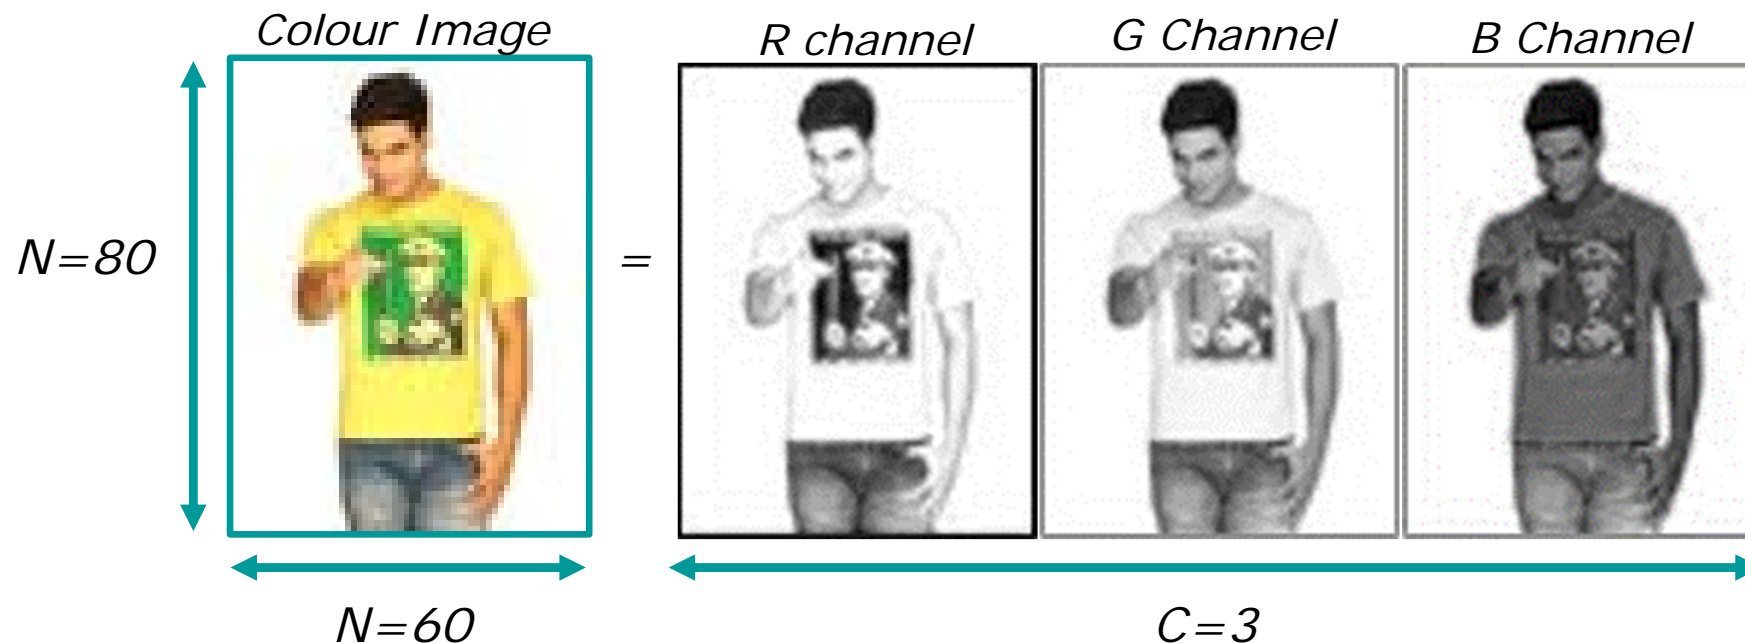 Colour Image
R channel
G Channel
B Channel
N=80
=
N=60
C=3